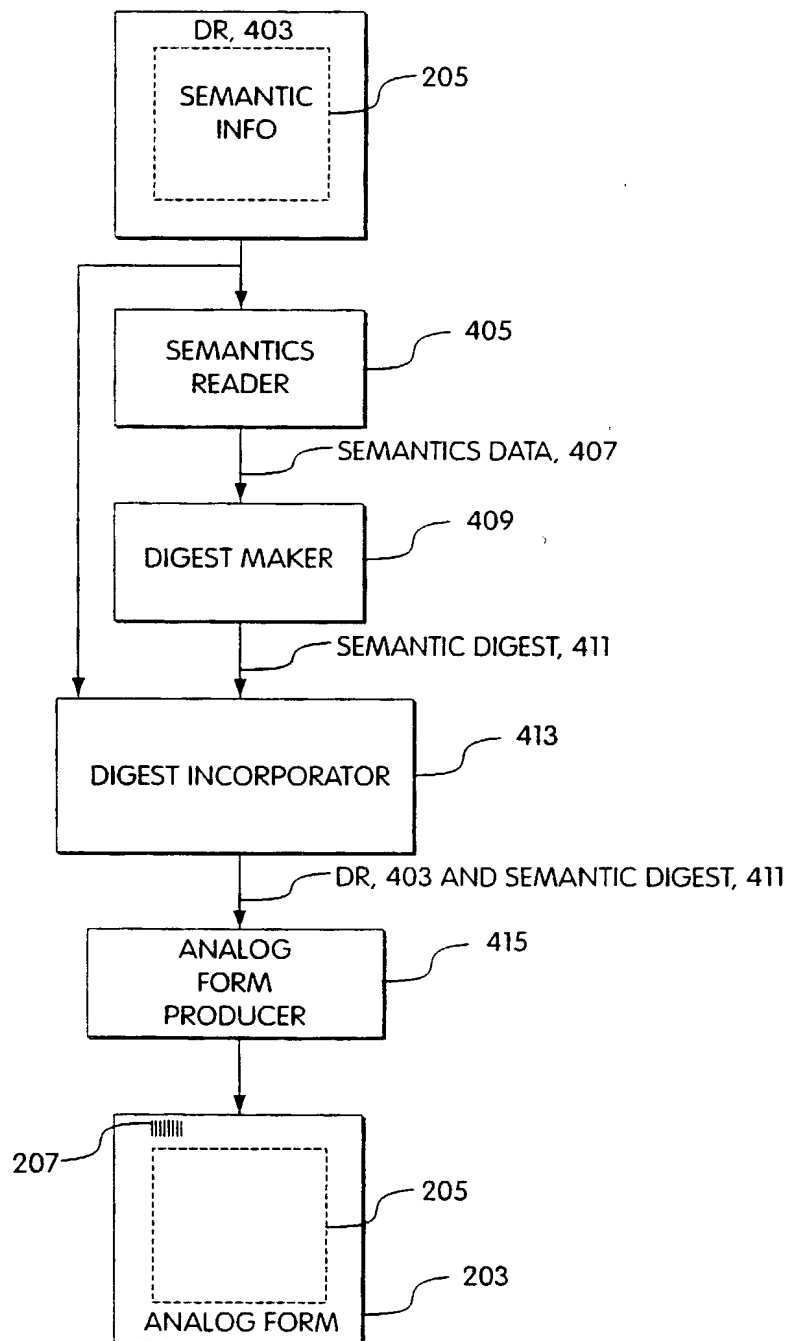 DR, 403
SEMANTIC
INFO
205
SEMANTICS
READER
405
SEMANTICS DATA, 407
DIGEST MAKER
409
SEMANTIC DIGEST, 411
DIGEST INCORPORATOR
413
DR, 403 AND SEMANTIC DIGEST, 411
ANALOG
FORM
PRODUCER
415
207
205
203
ANALOG FORM